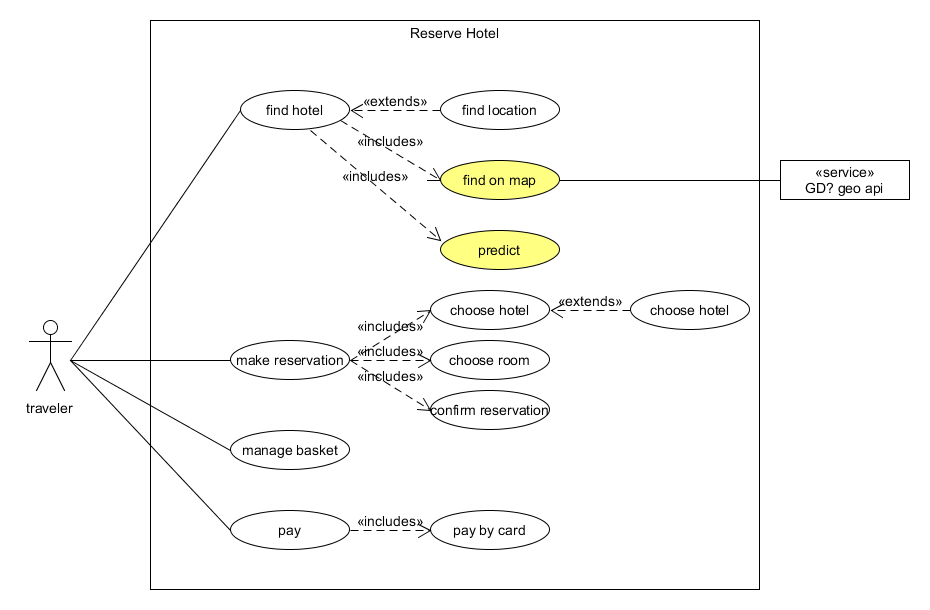 Reserve Hotel
find hotel
«extends»
find location
«includes»
«includes»
find on map
«service»
GD? geo api
predict
traveler
make reservation
«includes»
choose hotel
«extends»
choose hotel
«includes»
choose room
«includes»
confirm reservation
manage basket
pay
«includes»
pay by card